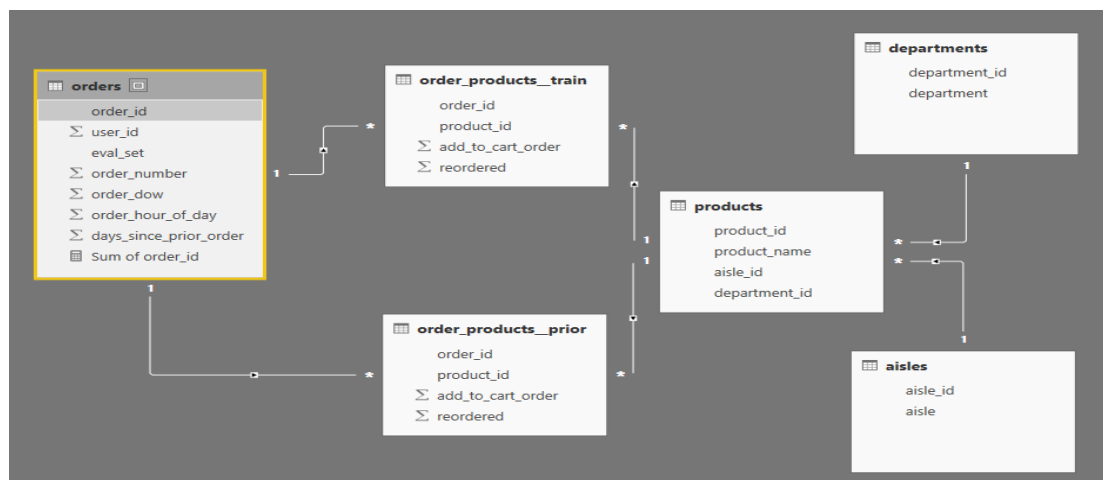 orders
order_id
Σ user_id
eval_set
Σ order_number
Σ order_dow
Σ order_hour_of_day
Σ days_since_prior_order
Sum of order_id
1
1
*
*
order_products__train
order_id
product_id
Σ add_to_cart_order
Σ reordered
*
order_products__prior
order_id
product_id
Σ add_to_cart_order
Σ reordered
*
1
1
products
product_id
product_name
aisle_id
department_id
*
*
departments
department_id
department
1
1
aisles
aisle_id
aisle